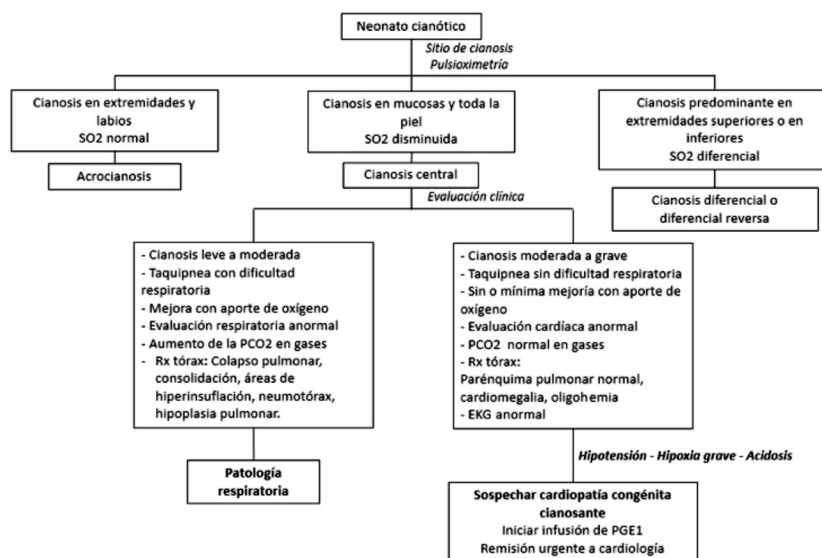 Neonato cianótico
Sitio de cianosis
Pulsioximetría
Cianosis en extremidades y
labios
SO2 normal
Cianosis en mucosas y toda la
piel
SO2 disminuida
Cianosis predominante en
extremidades superiores o en
inferiores
SO2 diferencial
Acrocianosis
Cianosis central
Cianosis diferencial o
diferencial reversa
Evaluación clínica
- Cianosis leve a moderada
- Taquipnea con dificultad
respiratoria
- Mejora con aporte de oxígeno
- Evaluación respiratoria anormal
- Aumento de la PCO2 en gases
- Rx tórax: Colapso pulmonar,
consolidación, áreas de
hiperinsuflación, neumotórax,
hipoplasia pulmonar.
- Cianosis moderada a grave
- Taquipnea sin dificultad respiratoria
- Sin o mínima mejoría con aporte de
oxígeno
- Evaluación cardíaca anormal
- PCO2 normal en gases
- Rx tórax:
Parénquima pulmonar normal,
cardiomegalia, oligohemia
- EKG anormal
Hipotensión - Hipoxia grave - Acidosis
Patología
respiratoria
Sospechar cardiopatía congénita
cianosante
Iniciar infusión de PGE1
Remisión urgente a cardiología